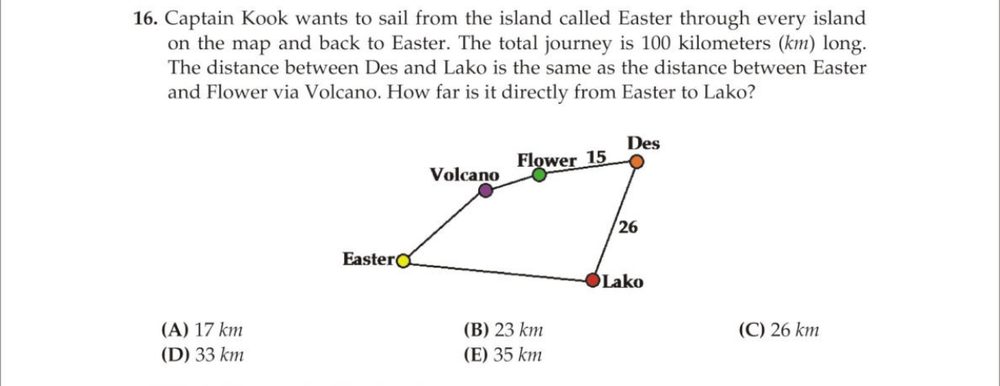 16. Captain Kook wants to sail from the island called Easter through every island
on the map and back to Easter. The total journey is 100 kilometers (km) long.
The distance between Des and Lako is the same as the distance between Easter
and Flower via Volcano. How far is it directly from Easter to Lako?
Des
Flower 15
Volcano
26
Easter
Lako
(A) 17 km (B) 23 km (C) 26 km
(D) 33 km (E) 35 km